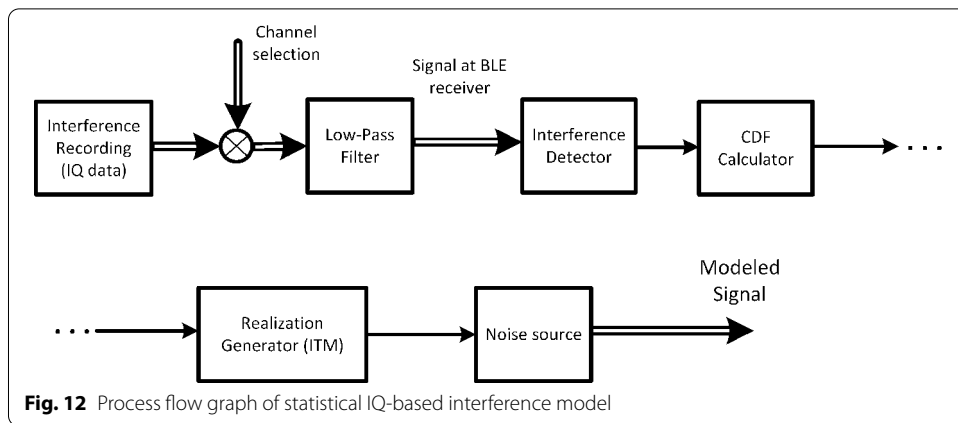 Channel
selection
Signal at BLE
receiver
Interference
Recording
(IQ data)
Low-Pass
Filter
Interference
Detector
CDF
Calculator
...
...
Realization
Generator (ITM)
Noise source
Modeled
Signal
Fig. 12 Process flow graph of statistical IQ-based interference model